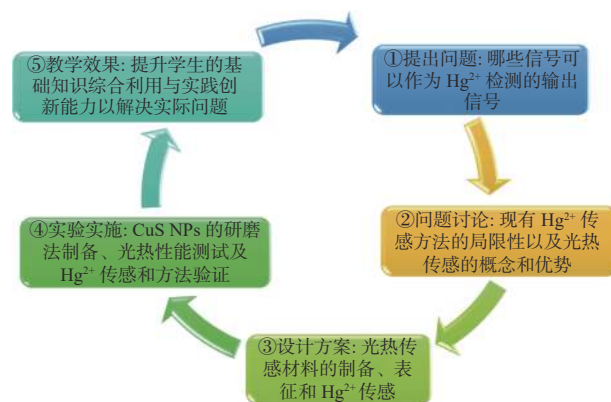 ①提出问题: 哪些信号可
以作为 Hg²⁺ 检测的输出
信号
②问题讨论: 现有 Hg²⁺ 传
感方法的局限性以及光热
传感的概念和优势
③设计方案: 光热传
感材料的制备、表
征和 Hg²⁺ 传感
④实验实施: CuS NPs 的研磨
法制备、光热性能测试及
Hg²⁺ 传感和方法验证
⑤教学效果: 提升学生的基
础知识综合利用与实践创
新能力以解决实际问题